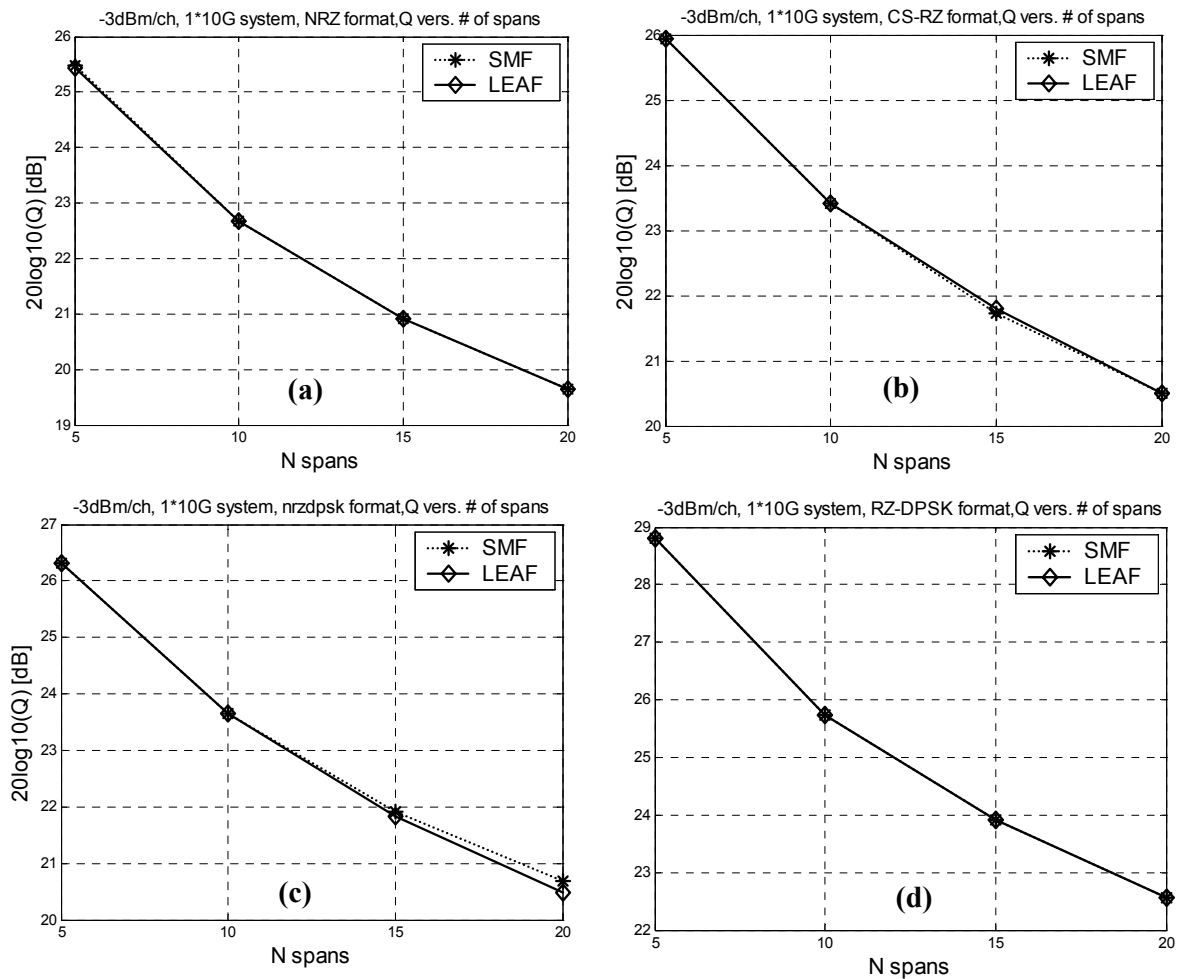 -3dBm/ch, 1*10G system, NRZ format,Q vers. # of spans
26
25
24
23
22
21
20
19
20log10(Q) [dB]
SMF
LEAF
(a)
5 10 15 20
N spans
-3dBm/ch, 1*10G system, CS-RZ format,Q vers. # of spans
26
25
24
23
22
21
20
20log10(Q) [dB]
SMF
LEAF
(b)
5 10 15 20
N spans
-3dBm/ch, 1*10G system, nrzdpsk format,Q vers. # of spans
27
26
25
24
23
22
21
20
20log10(Q) [dB]
SMF
LEAF
(c)
5 10 15 20
N spans
-3dBm/ch, 1*10G system, RZ-DPSK format,Q vers. # of spans
29
28
27
26
25
24
23
22
SMF
LEAF
(d)
5 10 15 20
N spans